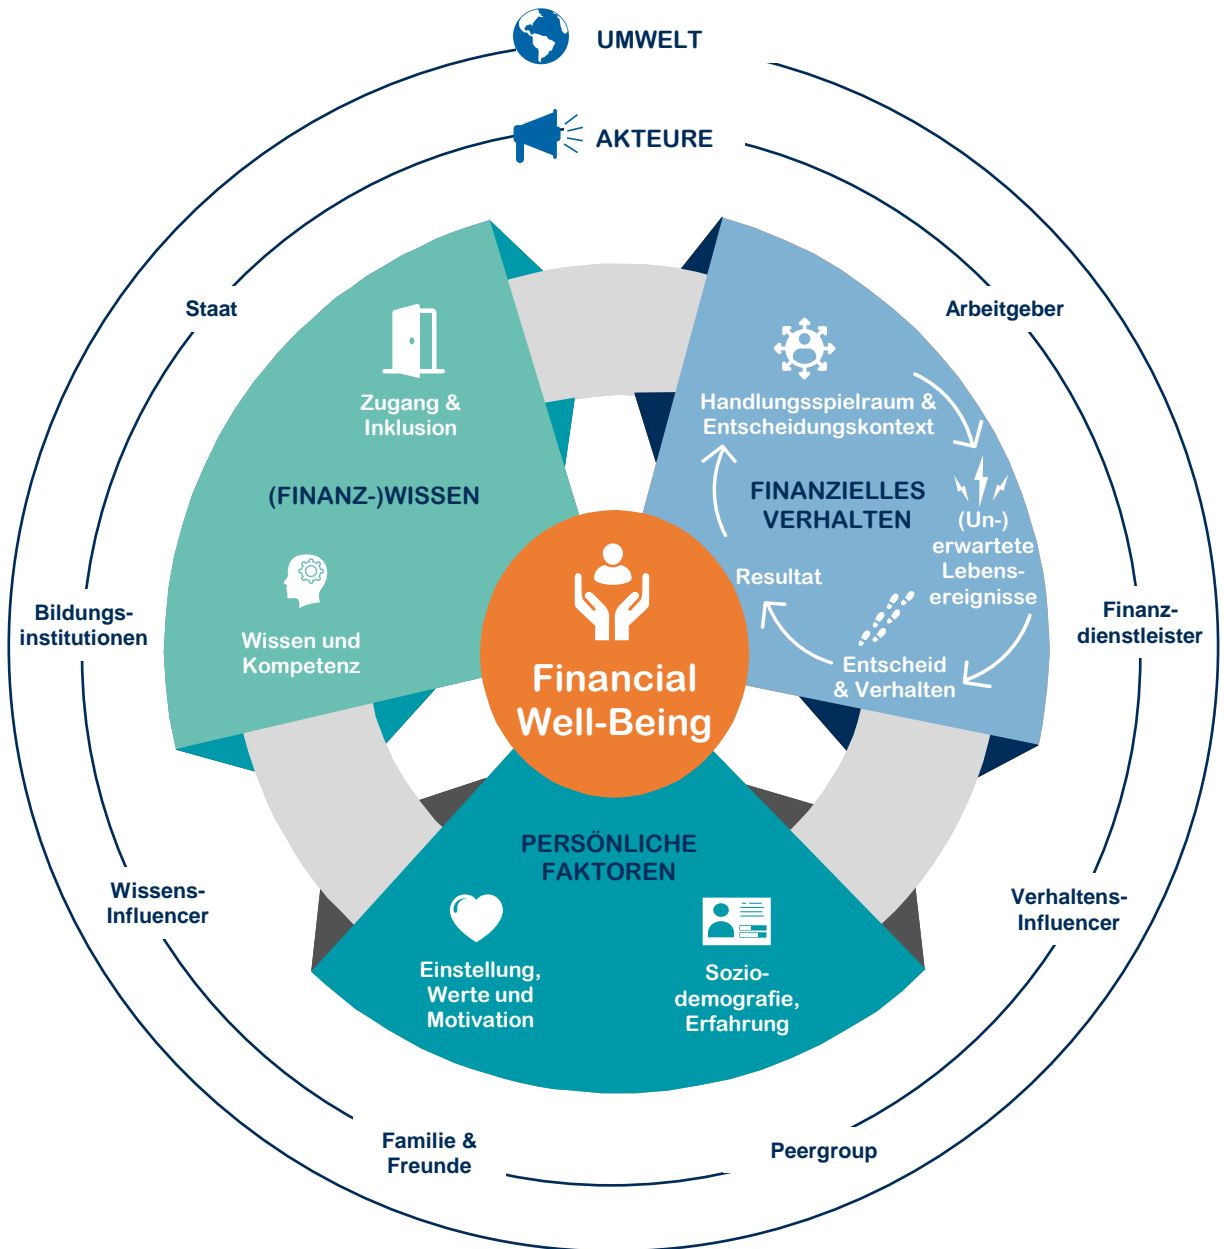 UMWELT
AKTEURE
Staat
Arbeitgeber
Zugang &
Inklusion
(FINANZ-)WISSEN
Wissen und
Kompetenz
Handlungsspielraum &
Entscheidungskontext
FINANZIELLES
VERHALTEN
(Un-)
erwartete
Lebens-
ereignisse
Resultat
Entscheid
& Verhalten
Bildungs-
institutionen
Finanz-
dienstleister
Financial
Well-Being
PERSÖNLICHE
FAKTOREN
Einstellung,
Werte und
Motivation
Sozio-
demografie,
Erfahrung
Wissens-
Influencer
Verhaltens-
Influencer
Familie &
Freunde
Peergroup